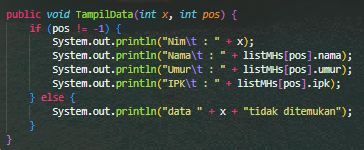 public void TampilData(int x, int pos) {
if (pos != -1) {
System.out.println("Nim\t : " + x);
System.out.println("Nama\t : " + listMHS[pos].nama);
System.out.println("Umur\t : " + listMHS[pos].umur);
System.out.println("IPK\t : " + listMHS[pos].ipk);
} else {
System.out.println("data " + x + "tidak ditemukan");
}
}